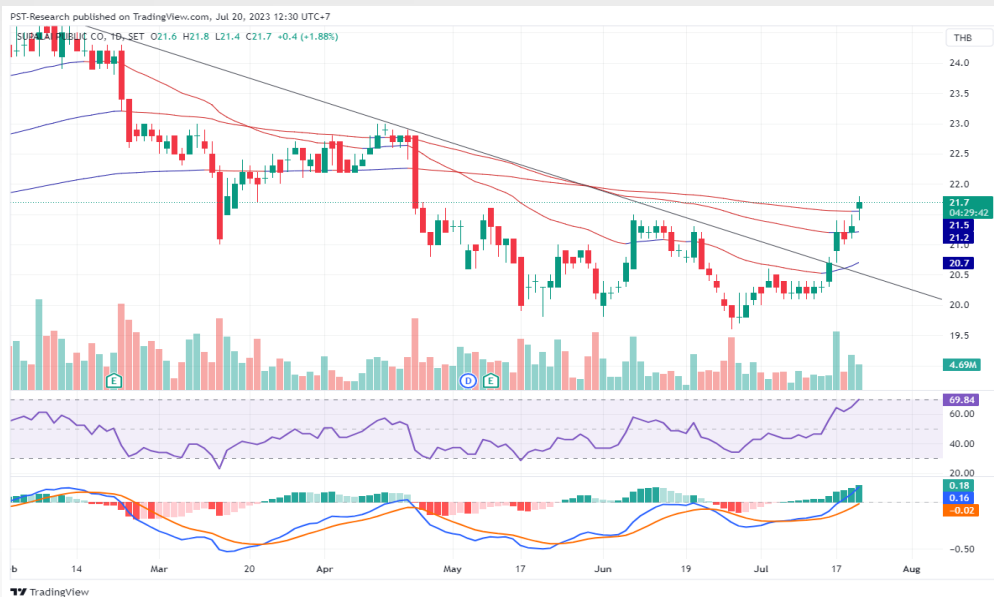 PST-Research published on TradingView.com, Jul 20, 2023 12:30 UTC+7
SUPALAI PUBLIC CO, 1D, SET O21.6 H21.8 L21.4 C21.7 +0.4 (+1.88%)
THB
24.0
23.5
23.0
22.5
22.0
21.7
04:29:42
21.5
21.2
21.0
20.7
20.5
20.0
19.5
4.69M
E
D
E
69.84
60.00
40.00
20.00
0.18
0.16
−0.02
−0.50
14 Mar 20 Apr May 17 Jun 19 Jul 17 Aug
TradingView